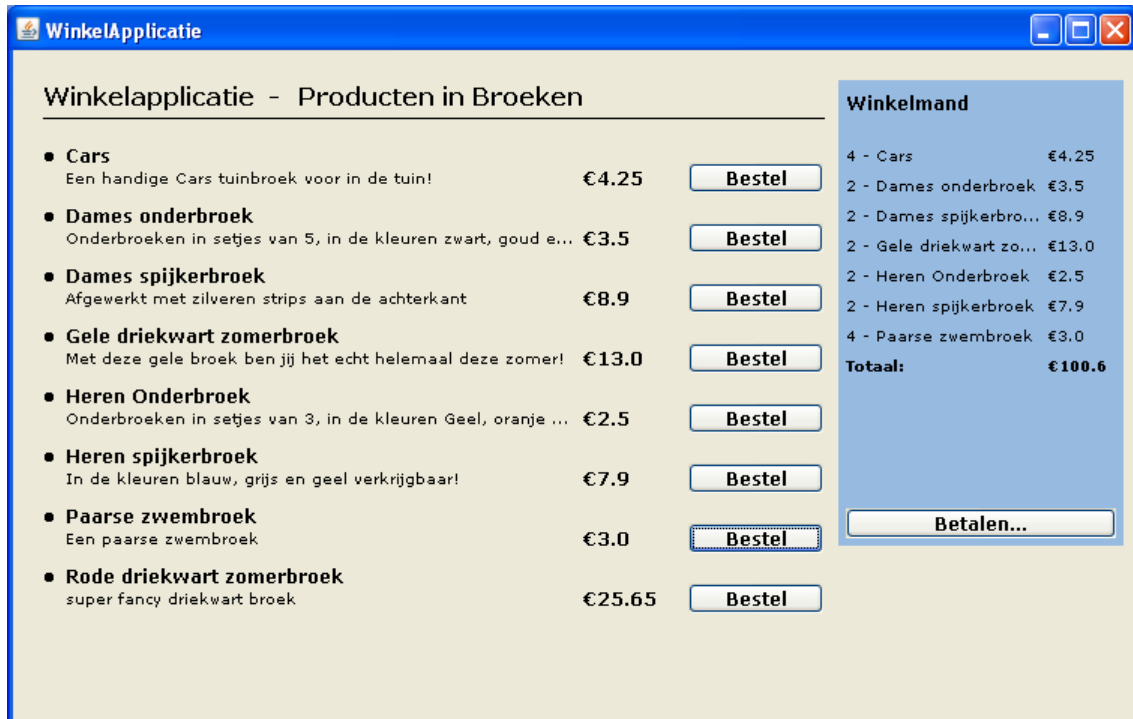 WinkelApplicatie
Winkelapplicatie - Producten in Broeken
• Cars
Een handige Cars tuinbroek voor in de tuin!
€4.25
Bestel
• Dames onderbroek
Onderbroeken in setjes van 5, in de kleuren zwart, goud e...
€3.5
Bestel
• Dames spijkerbroek
Afgewerkt met zilveren strips aan de achterkant
€8.9
Bestel
• Gele driekwart zomerbroek
Met deze gele broek ben jij het echt helemaal deze zomer!
€13.0
Bestel
• Heren Onderbroek
Onderbroeken in setjes van 3, in de kleuren Geel, oranje ...
€2.5
Bestel
• Heren spijkerbroek
In de kleuren blauw, grijs en geel verkrijgbaar!
€7.9
Bestel
• Paarse zwembroek
Een paarse zwembroek
€3.0
Bestel
• Rode driekwart zomerbroek
super fancy driekwart broek
€25.65
Bestel
Winkelmand
4 - Cars €4.25
2 - Dames onderbroek €3.5
2 - Dames spijkerbro... €8.9
2 - Gele driekwart zo... €13.0
2 - Heren Onderbroek €2.5
2 - Heren spijkerbroek €7.9
4 - Paarse zwembroek €3.0
Totaal: €100.6
Betalen...